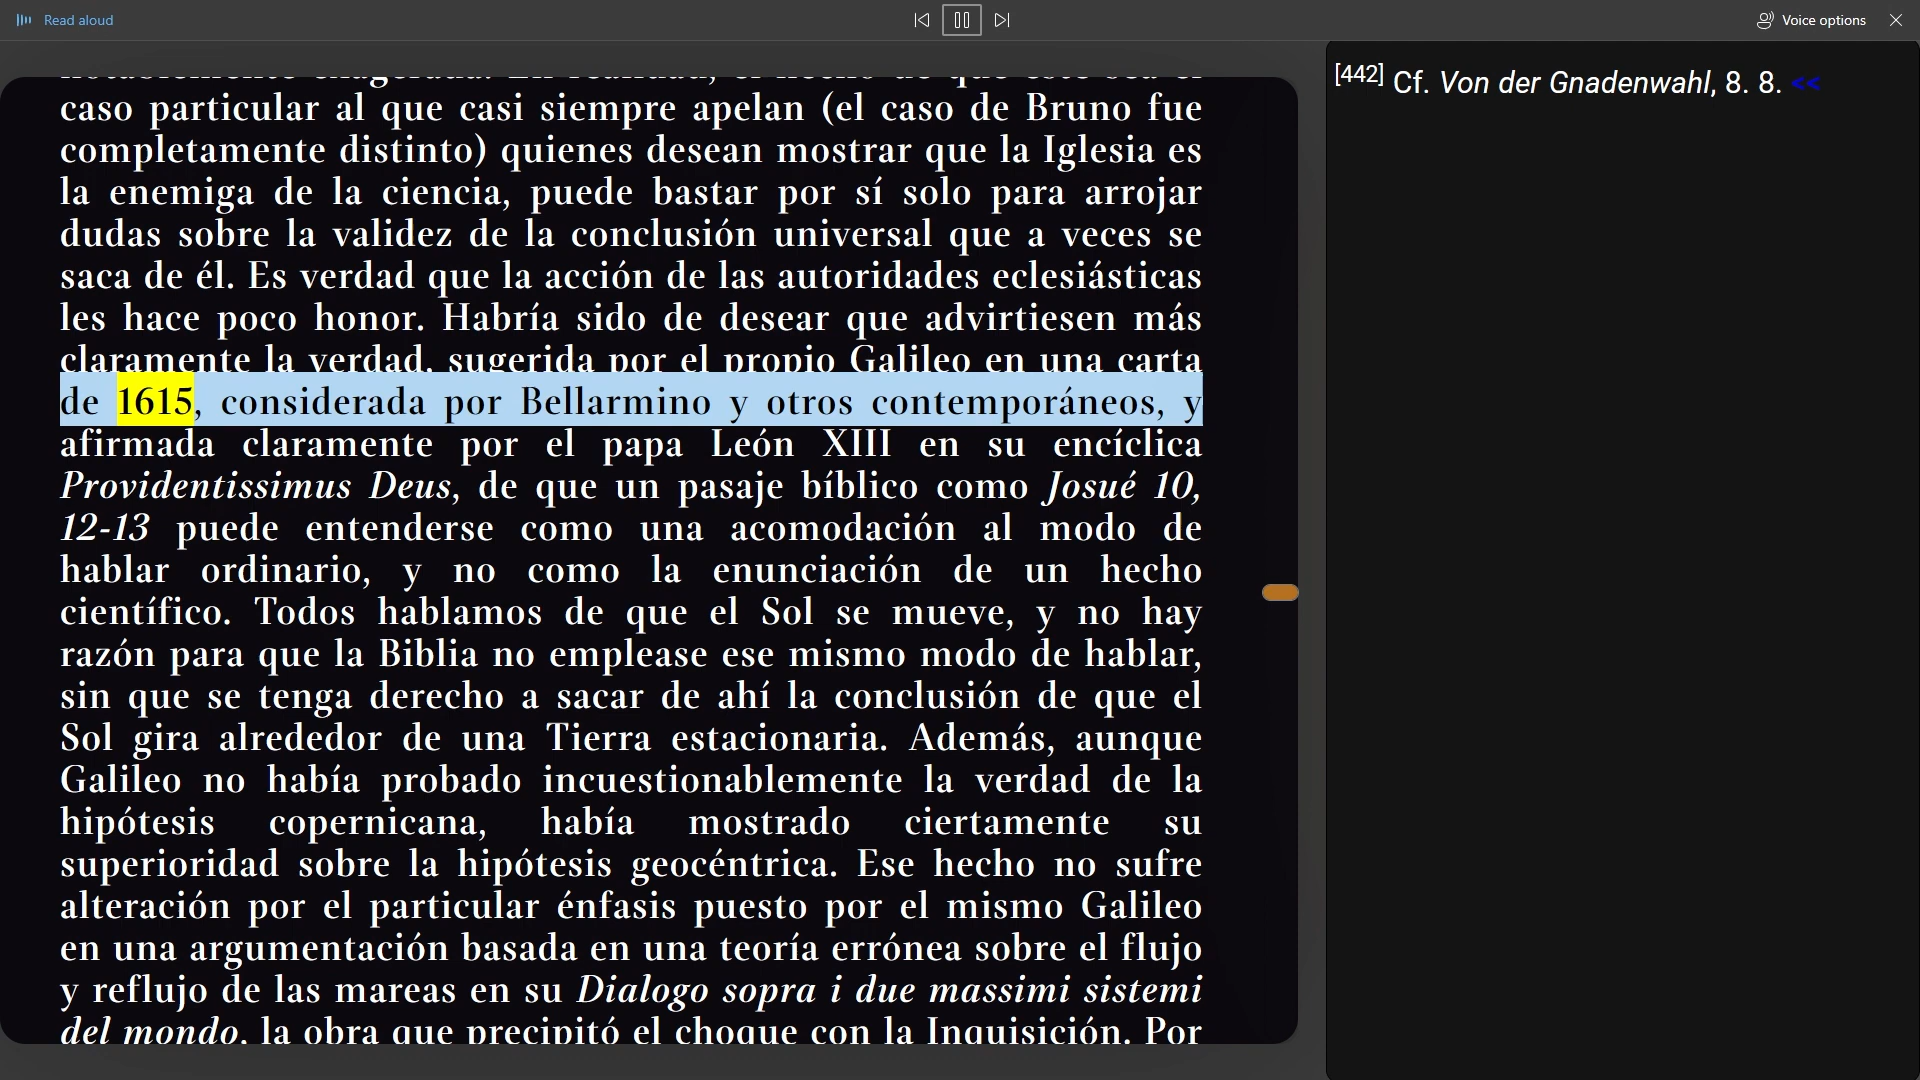 Read aloud
Voice options
notablemente exagerada. En realidad, el hecho de que éste sea el
caso particular al que casi siempre apelan (el caso de Bruno fue
completamente distinto) quienes desean mostrar que la Iglesia es
la enemiga de la ciencia, puede bastar por sí solo para arrojar
dudas sobre la validez de la conclusión universal que a veces se
saca de él. Es verdad que la acción de las autoridades eclesiásticas
les hace poco honor. Habría sido de desear que advirtiesen más
claramente la verdad, sugerida por el propio Galileo en una carta
de 1615, considerada por Bellarmino y otros contemporáneos, y
afirmada claramente por el papa León XIII en su encíclica
Providentissimus Deus, de que un pasaje bíblico como Josué 10,
12-13 puede entenderse como una acomodación al modo de
hablar ordinario, y no como la enunciación de un hecho
científico. Todos hablamos de que el Sol se mueve, y no hay
razón para que la Biblia no emplease ese mismo modo de hablar,
sin que se tenga derecho a sacar de ahí la conclusión de que el
Sol gira alrededor de una Tierra estacionaria. Además, aunque
Galileo no había probado incuestionablemente la verdad de la
hipótesis copernicana, había mostrado ciertamente su
superioridad sobre la hipótesis geocéntrica. Ese hecho no sufre
alteración por el particular énfasis puesto por el mismo Galileo
en una argumentación basada en una teoría errónea sobre el flujo
y reflujo de las mareas en su Dialogo sopra i due massimi sistemi
del mondo, la obra que precipitó el choque con la Inquisición. Por
[442] Cf. Von der Gnadenwahl, 8. 8. <<